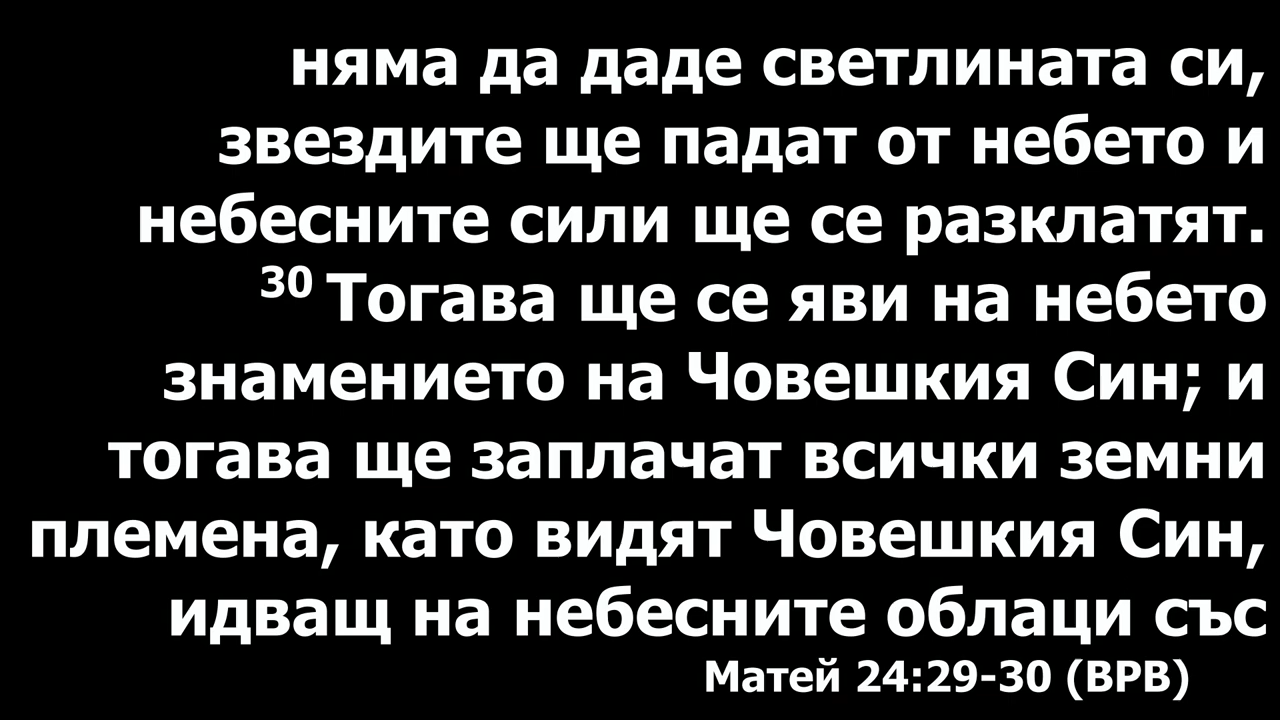 няма да даде светлината си,
звездите ще падат от небето и
небесните сили ще се разклатят.
30 Тогава ще се яви на небето
знамението на Човешкия Син; и
тогава ще заплачат всички земни
племена, като видят Човешкия Син,
идващ на небесните облаци със
Матей 24:29-30 (ВРВ)